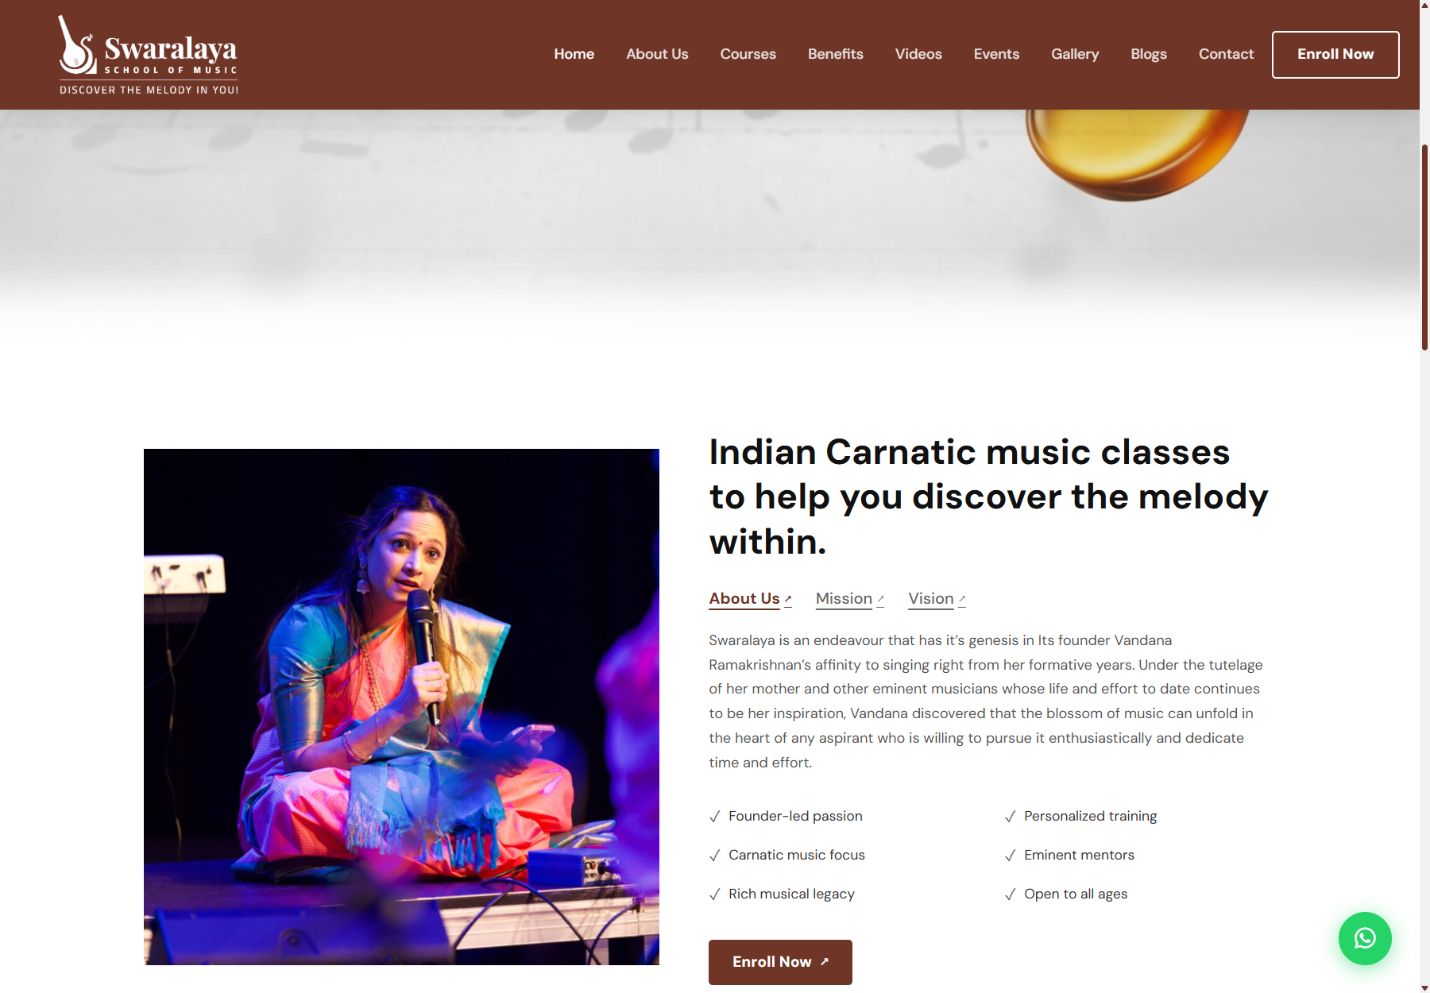 Swaralaya
SCHOOL OF MUSIC
DISCOVER THE MELODY IN YOU!
Home
About Us
Courses
Benefits
Videos
Events
Gallery
Blogs
Contact
Enroll Now
Indian Carnatic music classes
to help you discover the melody
within.
About Us
Mission
Vision
Swaralaya is an endeavour that has it’s genesis in Its founder Vandana
Ramakrishnan’s affinity to singing right from her formative years. Under the tutelage
of her mother and other eminent musicians whose life and effort to date continues
to be her inspiration, Vandana discovered that the blossom of music can unfold in
the heart of any aspirant who is willing to pursue it enthusiastically and dedicate
time and effort.
Founder-led passion
Personalized training
Carnatic music focus
Eminent mentors
Rich musical legacy
Open to all ages
Enroll Now